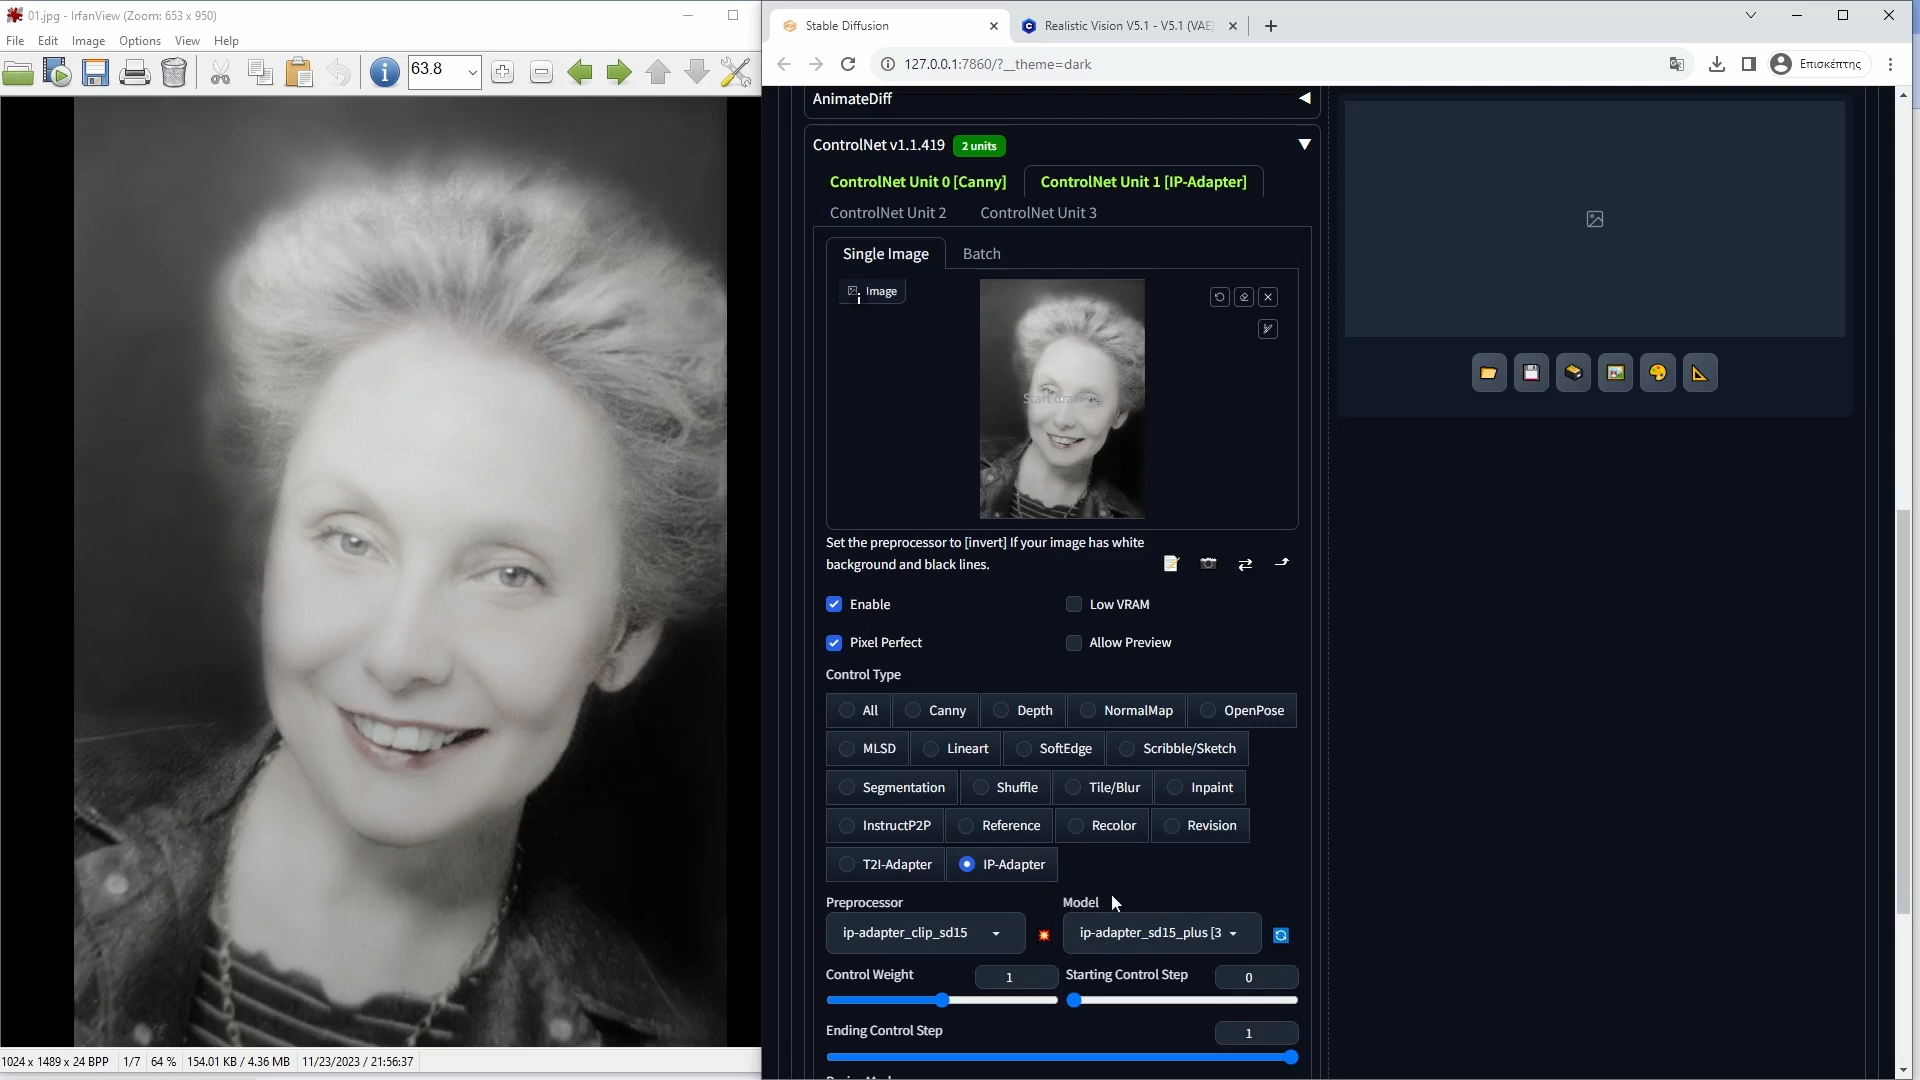 01.jpg - IrfanView (Zoom: 653 x 950)
File Edit Image Options View Help
63.8
1024 x 1489 x 24 BPP 1/7 64 % 154.01 KB / 4.36 MB 11/23/2023 / 21:56:37
Stable Diffusion
Realistic Vision V5.1 - V5.1 (VAE)
127.0.0.1:7860/?__theme=dark
Επισκέπτης
AnimateDiff
ControlNet v1.1.419 2 units
ControlNet Unit 0 [Canny] ControlNet Unit 1 [IP-Adapter]
ControlNet Unit 2 ControlNet Unit 3
Single Image Batch
Image
Start drawing
Set the preprocessor to [invert] If your image has white
background and black lines.
Enable Low VRAM
Pixel Perfect Allow Preview
Control Type
All Canny Depth NormalMap OpenPose
MLSD Lineart SoftEdge Scribble/Sketch
Segmentation Shuffle Tile/Blur Inpaint
InstructP2P Reference Recolor Revision
T2I-Adapter IP-Adapter
Preprocessor Model
ip-adapter_clip_sd15 ip-adapter_sd15_plus [3
Control Weight 1 Starting Control Step 0
Ending Control Step 1